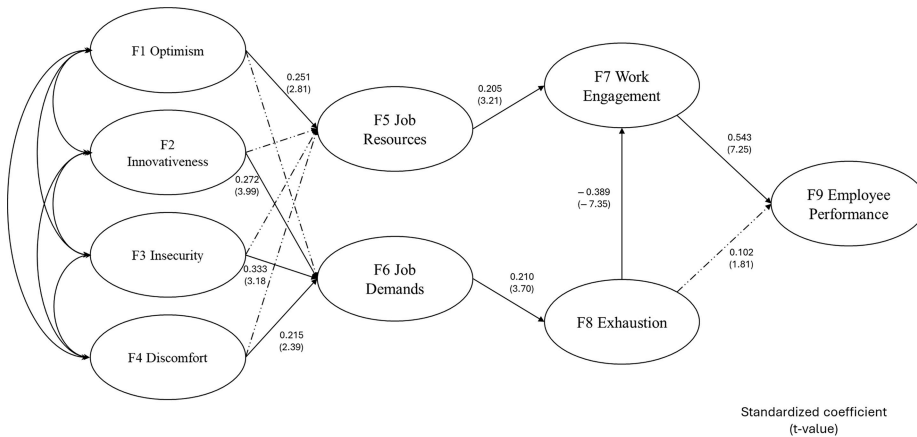 F1 Optimism
0.251
(2.81)
F2
Innovativeness
0.272
(3.99)
F3 Insecurity
0.333
(3.18
F4 Discomfort
0.215
(2.39)
F5 Job
Resources
0.205
(3.21)
F6 Job
Demands
0.210
(3.70)
F7 Work
Engagement
0.543
(7.25)
− 0.389
(− 7.35)
F8 Exhaustion
0.102
(1.81)
F9 Employee
Performance
Standardized coefficient
(t-value)